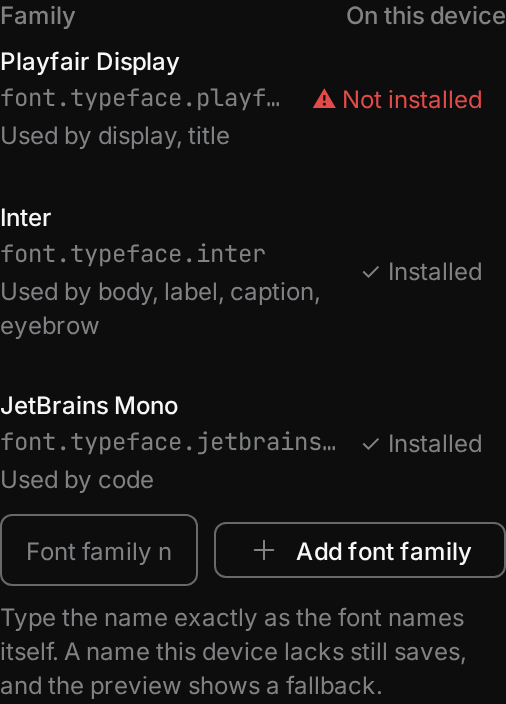 Family
On this device
Playfair Display
font.typeface.playf…
Not installed
Used by display, title
Inter
font.typeface.inter
Installed
Used by body, label, caption,
eyebrow
JetBrains Mono
font.typeface.jetbrains…
Installed
Used by code
Font family n
Add font family
Type the name exactly as the font names
itself. A name this device lacks still saves,
and the preview shows a fallback.